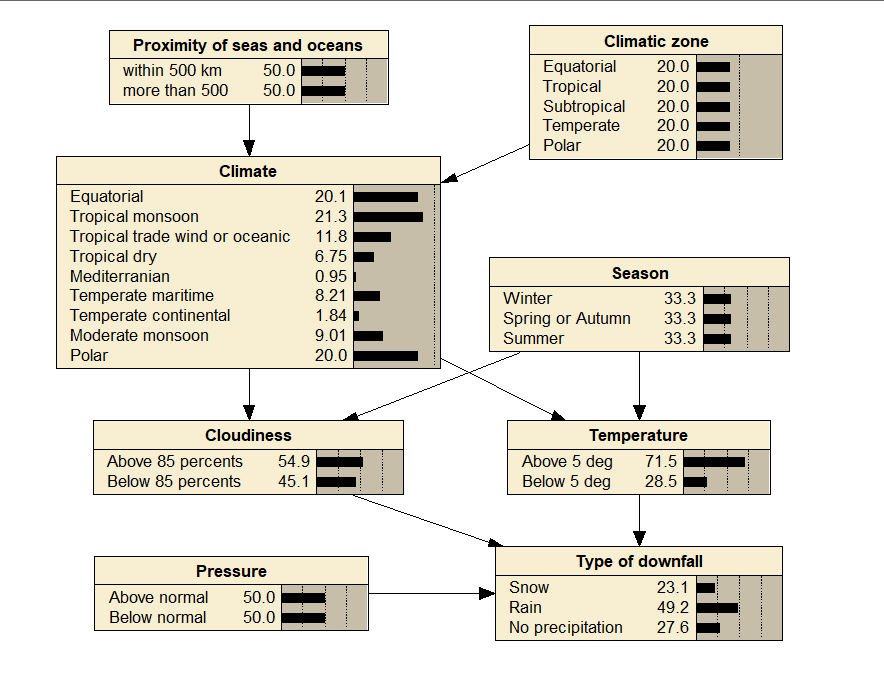 Proximity of seas and oceans
within 500 km 50.0
more than 500 50.0
Climatic zone
Equatorial 20.0
Tropical 20.0
Subtropical 20.0
Temperate 20.0
Polar 20.0
Climate
Equatorial 20.1
Tropical monsoon 21.3
Tropical trade wind or oceanic 11.8
Tropical dry 6.75
Mediterranian 0.95
Temperate maritime 8.21
Temperate continental 1.84
Moderate monsoon 9.01
Polar 20.0
Season
Winter 33.3
Spring or Autumn 33.3
Summer 33.3
Cloudiness
Above 85 percents 54.9
Below 85 percents 45.1
Temperature
Above 5 deg 71.5
Below 5 deg 28.5
Pressure
Above normal 50.0
Below normal 50.0
Type of downfall
Snow 23.1
Rain 49.2
No precipitation 27.6